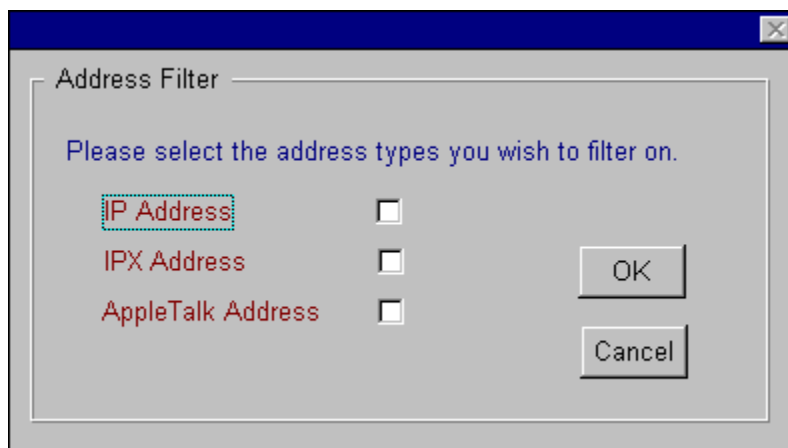 Address Filter
Please select the address types you wish to filter on.
IP Address
IPX Address
AppleTalk Address
OK
Cancel